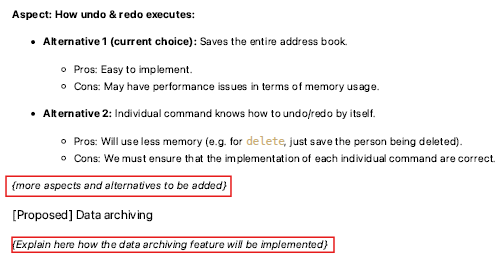 Aspect: How undo & redo executes:
• Alternative 1 (current choice): Saves the entire address book.
◦ Pros: Easy to implement.
◦ Cons: May have performance issues in terms of memory usage.
• Alternative 2: Individual command knows how to undo/redo by itself.
◦ Pros: Will use less memory (e.g. for delete, just save the person being deleted).
◦ Cons: We must ensure that the implementation of each individual command are correct.
{more aspects and alternatives to be added}
[Proposed] Data archiving
{Explain here how the data archiving feature will be implemented}